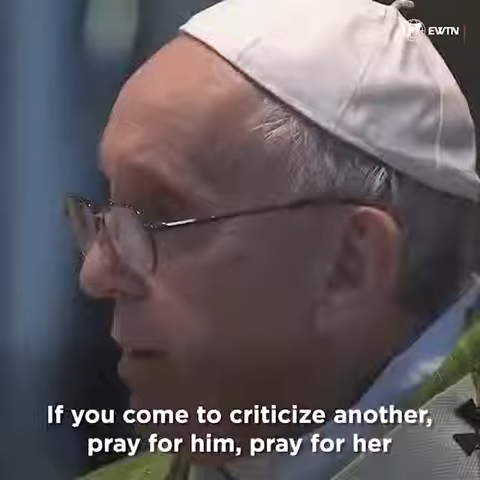 EWTN
If you come to criticize another,
pray for him, pray for her